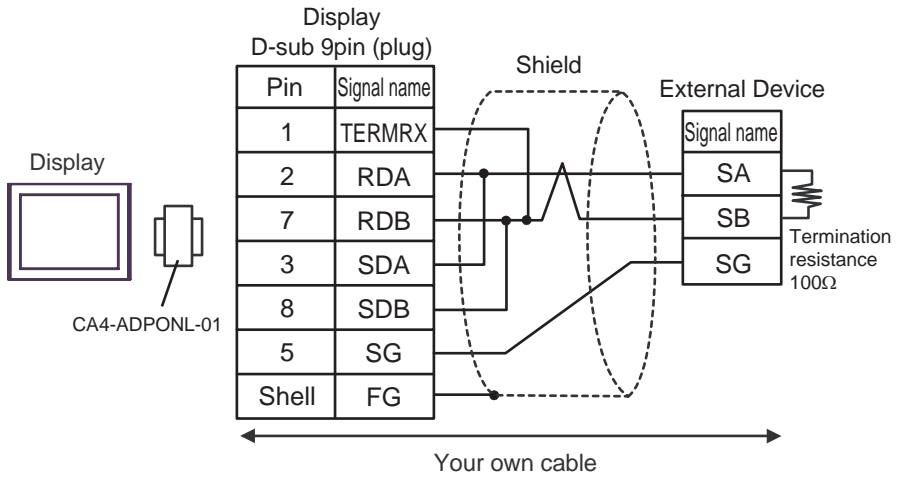 Display
D-sub 9pin (plug)
Shield
External Device
Pin Signal name
1 TERMRX
2 RDA
7 RDB
3 SDA
8 SDB
5 SG
Shell FG
Signal name
SA
SB
SG
Termination
resistance
100Ω
Display
CA4-ADPONL-01
Your own cable